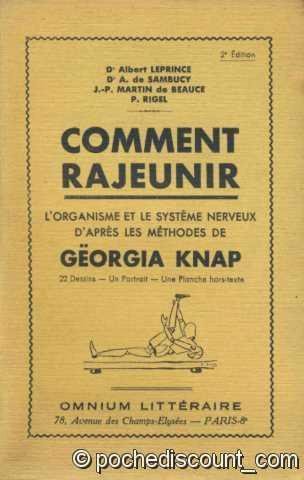 2e Édition
Dr Albert LEPRINCE
Dr A. de SAMBUCY
J.-P. MARTIN de BEAUCE
P. RIGEL
COMMENT
RAJEUNIR
L'ORGANISME ET LE SYSTÈME NERVEUX
D'APRÈS LES MÉTHODES DE
GËORGIA KNAP
22 Dessins — Un Portrait — Une Planche hors-texte
OMNIUM LITTÉRAIRE
78, Avenue des Champs-Elysées — PARIS-8e
© pochediscount_com